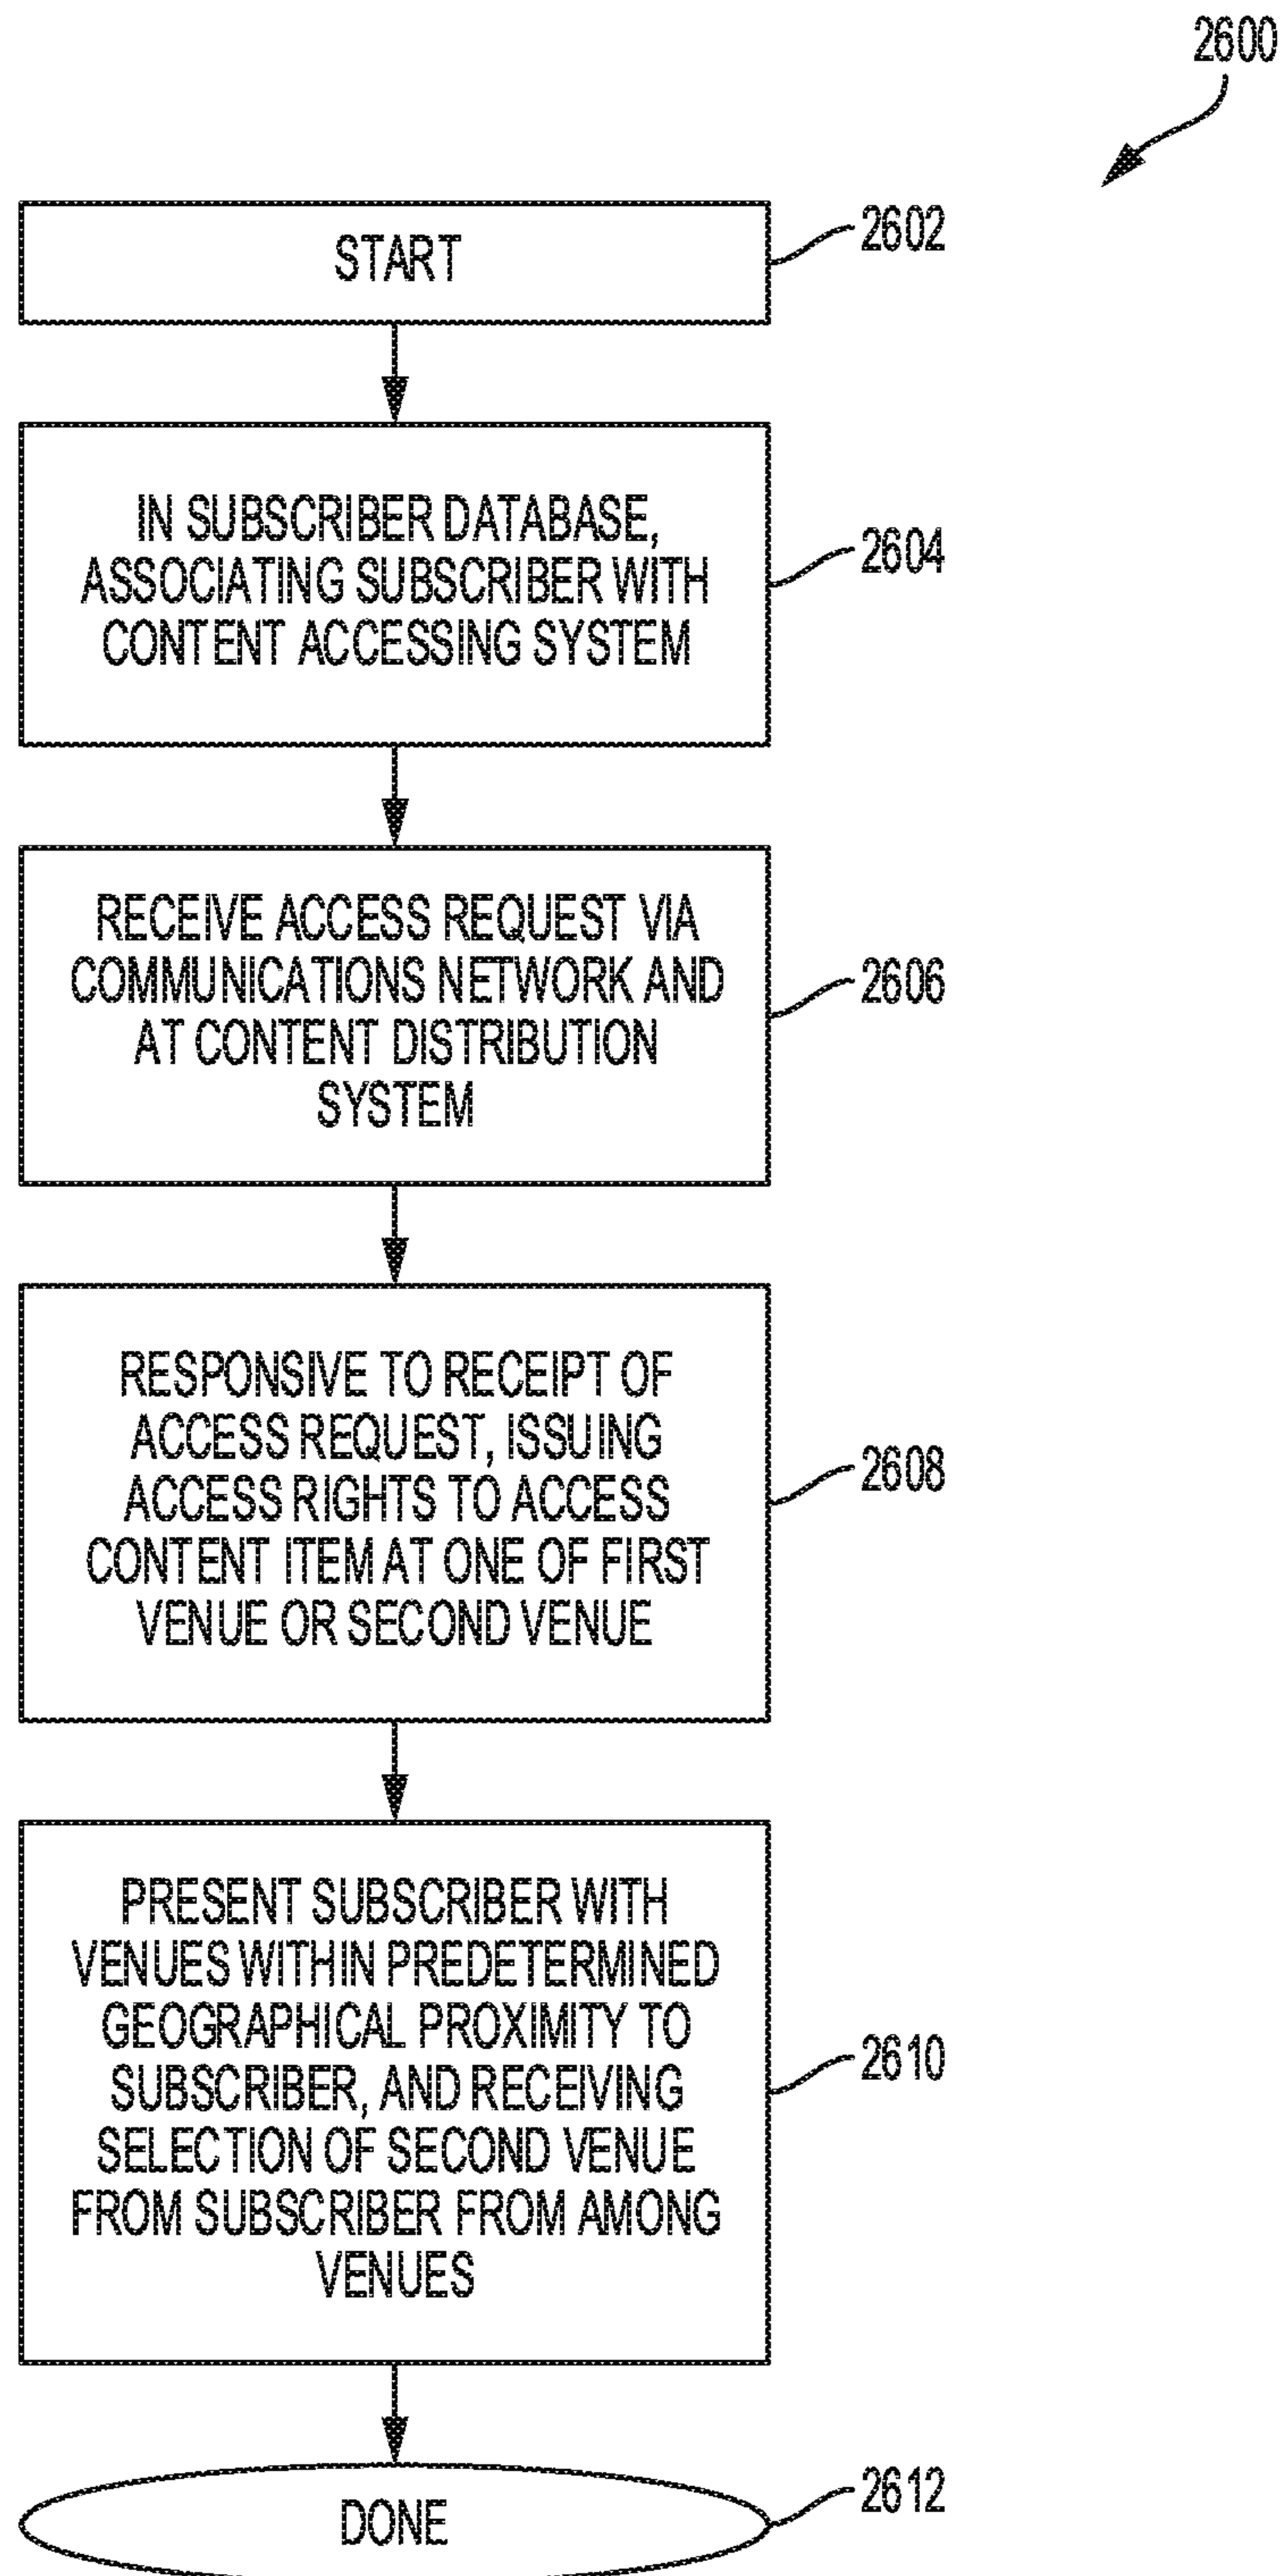 2600
START
2602
IN SUBSCRIBER DATABASE,
ASSOCIATING SUBSCRIBER WITH
CONTENT ACCESSING SYSTEM
2604
RECEIVE ACCESS REQUEST VIA
COMMUNICATIONS NETWORK AND
AT CONTENT DISTRIBUTION
SYSTEM
2606
RESPONSIVE TO RECEIPT OF
ACCESS REQUEST, ISSUING
ACCESS RIGHTS TO ACCESS
CONTENT ITEM AT ONE OF FIRST
VENUE OR SECOND VENUE
2608
PRESENT SUBSCRIBER WITH
VENUES WITHIN PREDETERMINED
GEOGRAPHICAL PROXIMITY TO
SUBSCRIBER, AND RECEIVING
SELECTION OF SECOND VENUE
FROM SUBSCRIBER FROM AMONG
VENUES
2610
DONE
2612